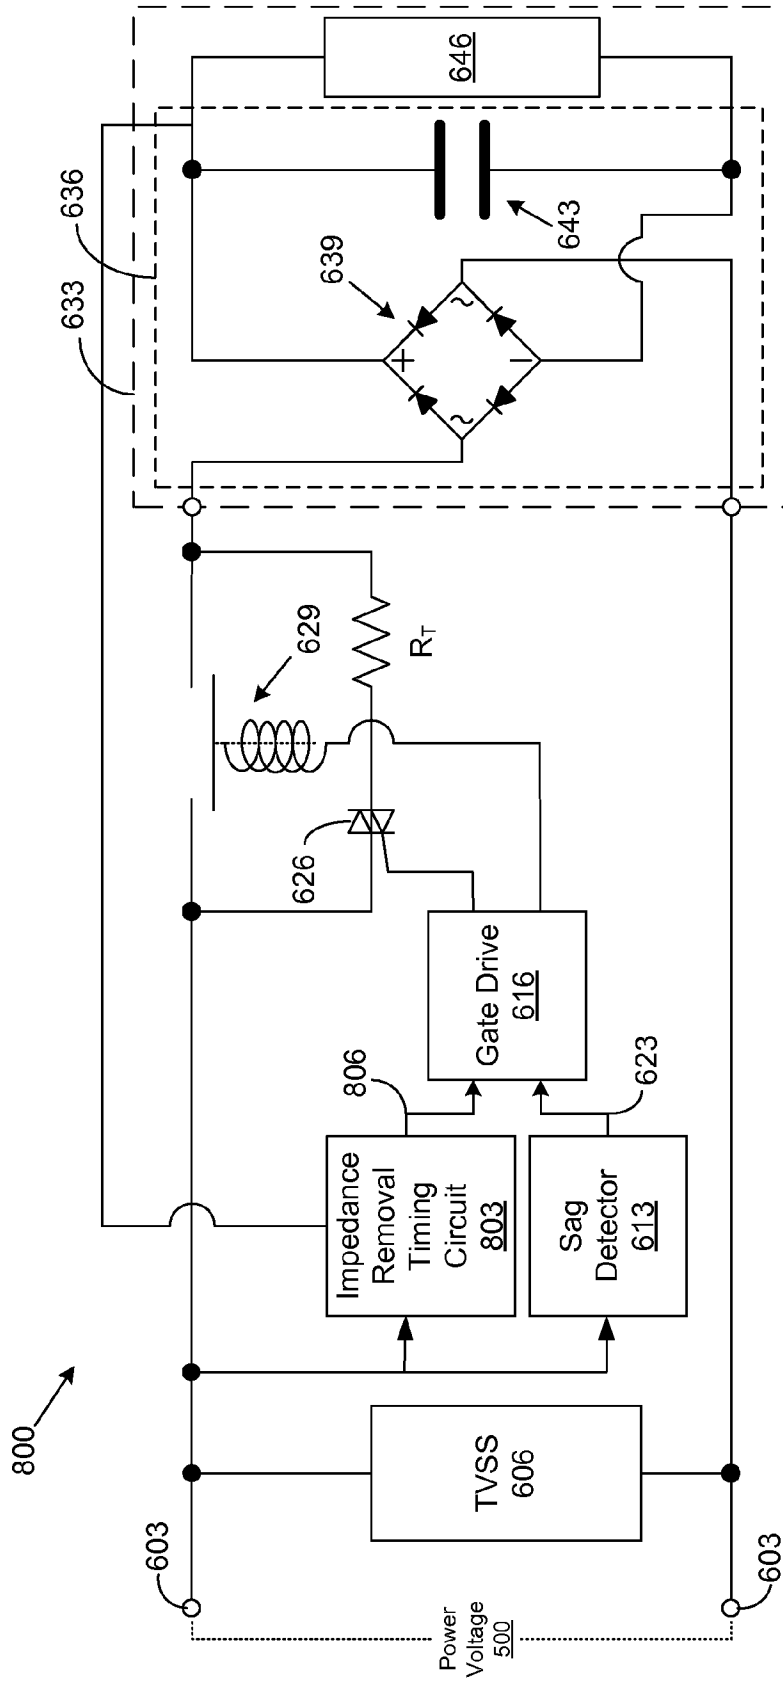 800
603
Power
Voltage
500
603
TVSS
606
Impedance
Removal
Timing
Circuit
803
806
Sag
Detector
613
623
Gate Drive
616
626
629
RT
633
636
639
+
~
~
−
643
646